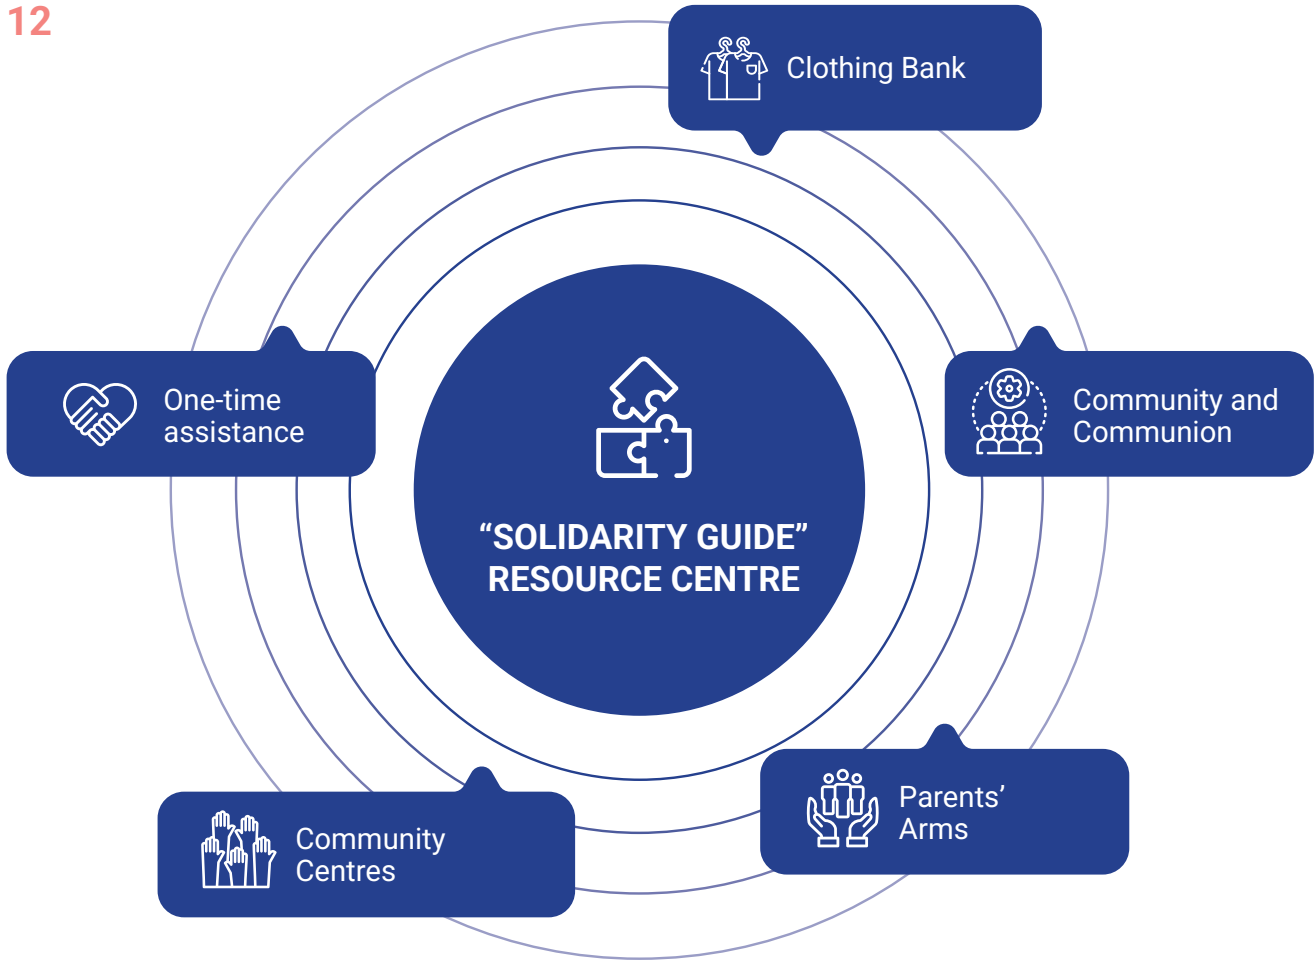 12
Clothing Bank
One-time
assistance
Community and
Communion
“SOLIDARITY GUIDE”
RESOURCE CENTRE
Community
Centres
Parents’
Arms